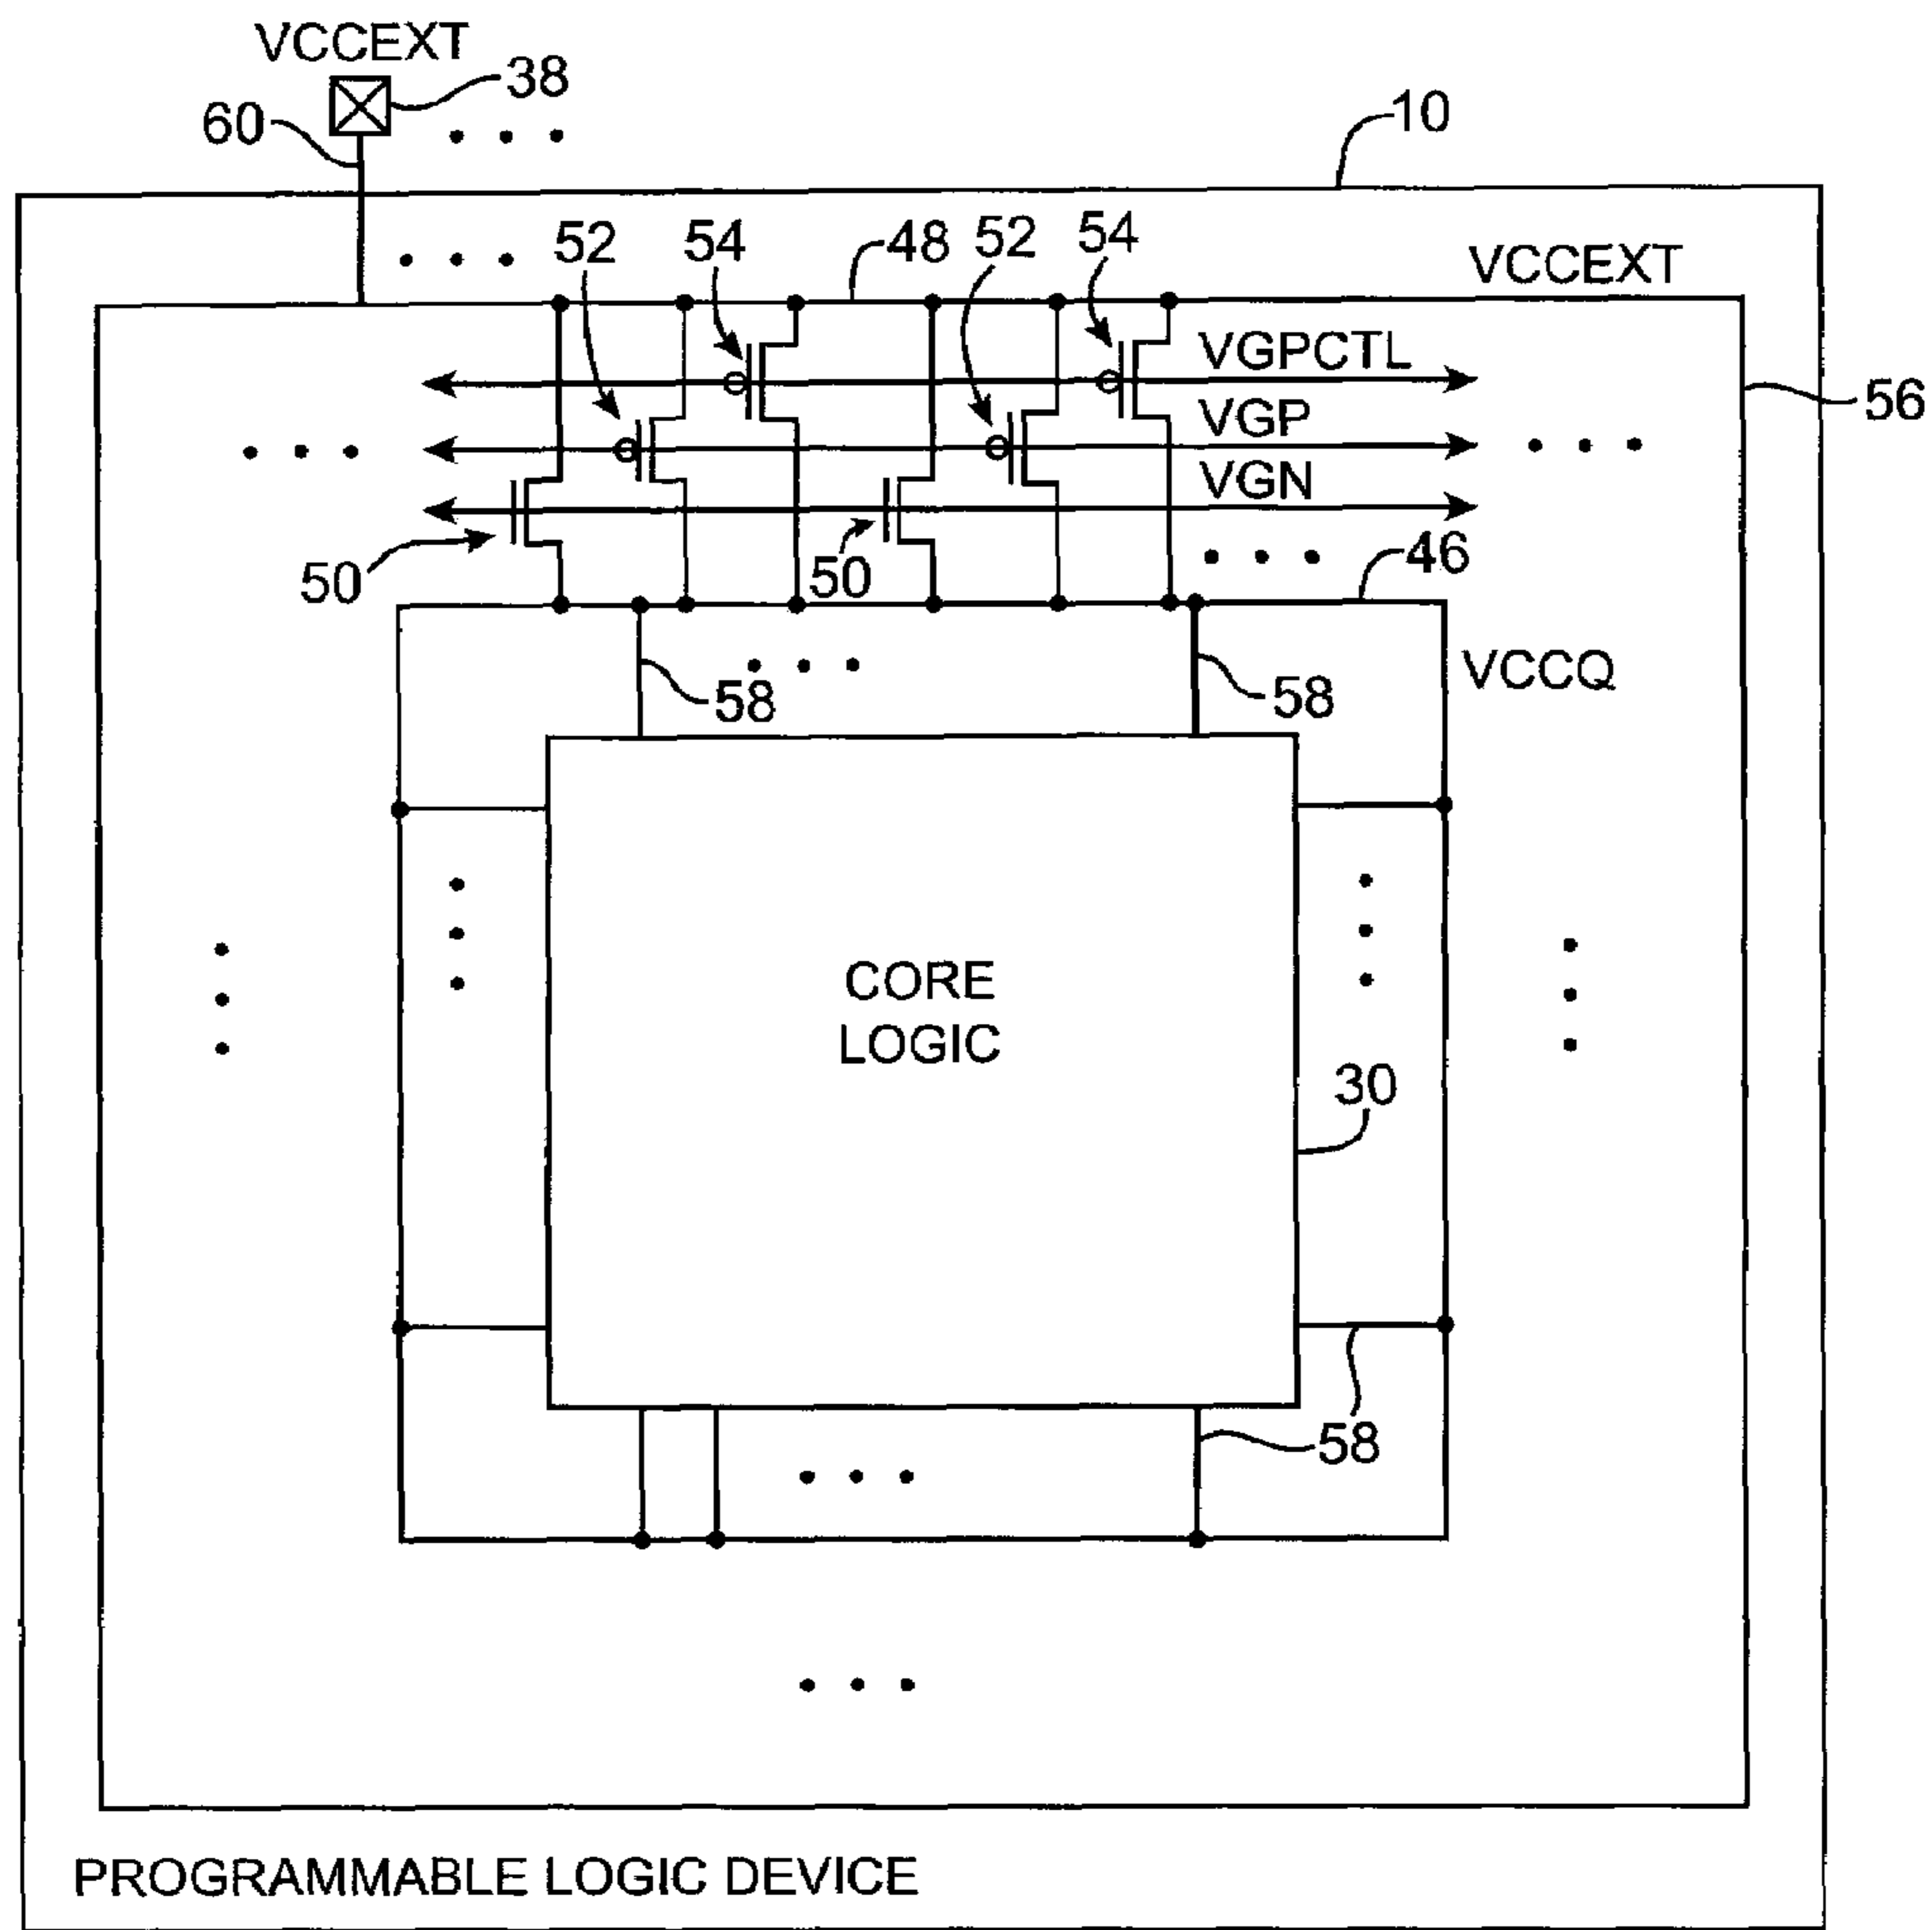 VCCEXT
38
60
10
52
54
48
52
54
VCCEXT
VGPCTL
56
VGP
VGN
50
50
46
58
58
VCCQ
CORE
LOGIC
30
58
PROGRAMMABLE LOGIC DEVICE